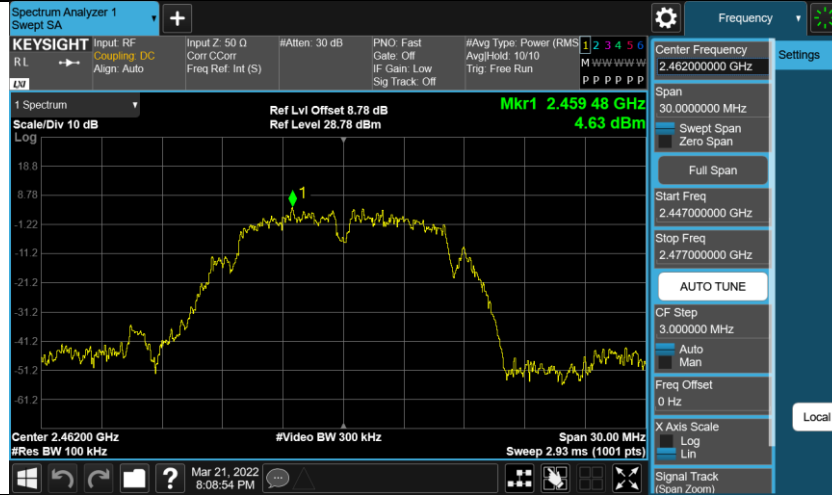 Spectrum Analyzer 1
Swept SA
+
Frequency
KEYSIGHT
RL
LXI
Input: RF
Coupling: DC
Align: Auto
Input Z: 50 Ω
Corr CCorr
Freq Ref: Int (S)
#Atten: 30 dB
PNO: Fast
Gate: Off
IF Gain: Low
Sig Track: Off
#Avg Type: Power (RMS
Avg|Hold: 10/10
Trig: Free Run
1 2 3 4 5 6
M W W W W W
P P P P P P
1 Spectrum
Scale/Div 10 dB
Log
Ref Lvl Offset 8.78 dB
Ref Level 28.78 dBm
Mkr1 2.459 48 GHz
4.63 dBm
18.8
8.78
-1.22
-11.2
-21.2
-31.2
-41.2
-51.2
-61.2
1
Center 2.46200 GHz
#Res BW 100 kHz
#Video BW 300 kHz
Span 30.00 MHz
Sweep 2.93 ms (1001 pts)
?
Mar 21, 2022
8:08:54 PM
Center Frequency
2.462000000 GHz
Span
30.0000000 MHz
Swept Span
Zero Span
Full Span
Start Freq
2.447000000 GHz
Stop Freq
2.477000000 GHz
AUTO TUNE
CF Step
3.000000 MHz
Auto
Man
Freq Offset
0 Hz
X Axis Scale
Log
Lin
Signal Track
(Span Zoom)
Settings
Local